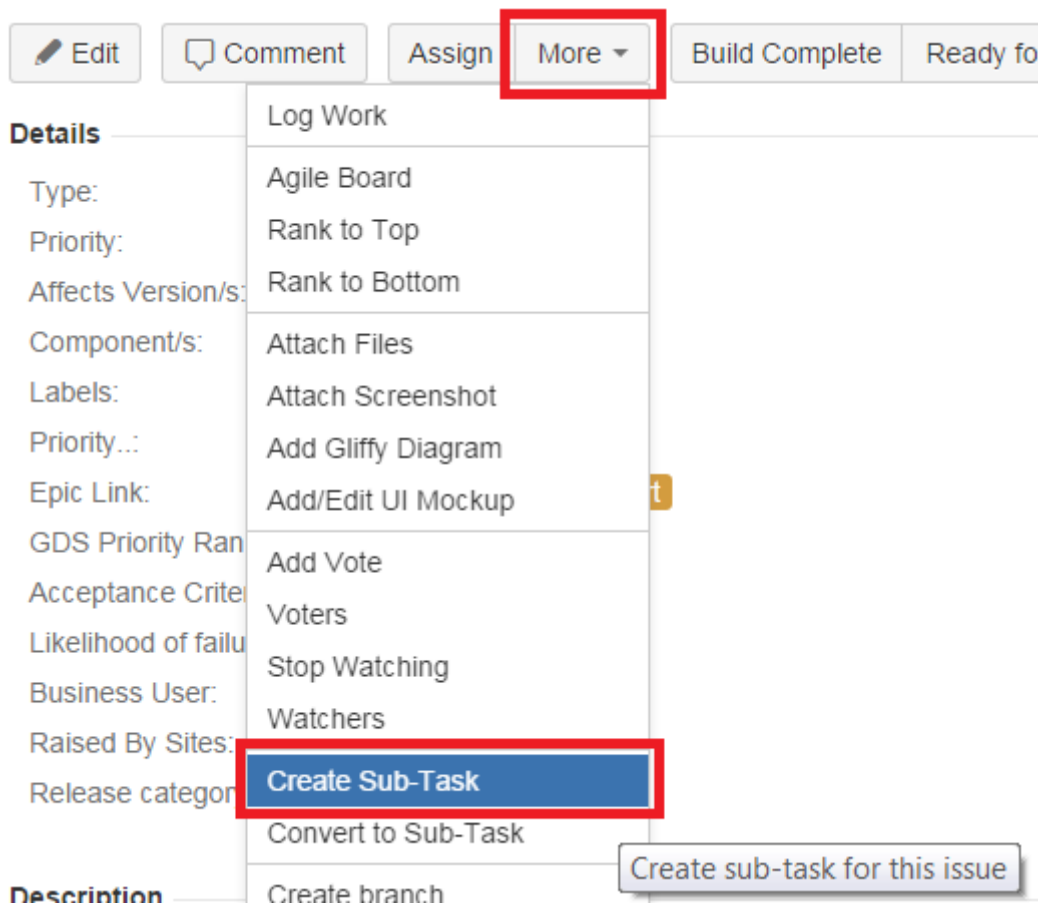 Edit Comment Assign More Build Complete Ready fo
Details
Type:
Priority:
Affects Version/s:
Component/s:
Labels:
Priority..:
Epic Link:
GDS Priority Ran
Acceptance Criter
Likelihood of failu
Business User:
Raised By Sites:
Release categor
Description
Log Work
Agile Board
Rank to Top
Rank to Bottom
Attach Files
Attach Screenshot
Add Gliffy Diagram
Add/Edit UI Mockup
t
Add Vote
Voters
Stop Watching
Watchers
Create Sub-Task
Convert to Sub-Task
Create sub-task for this issue
Create branch